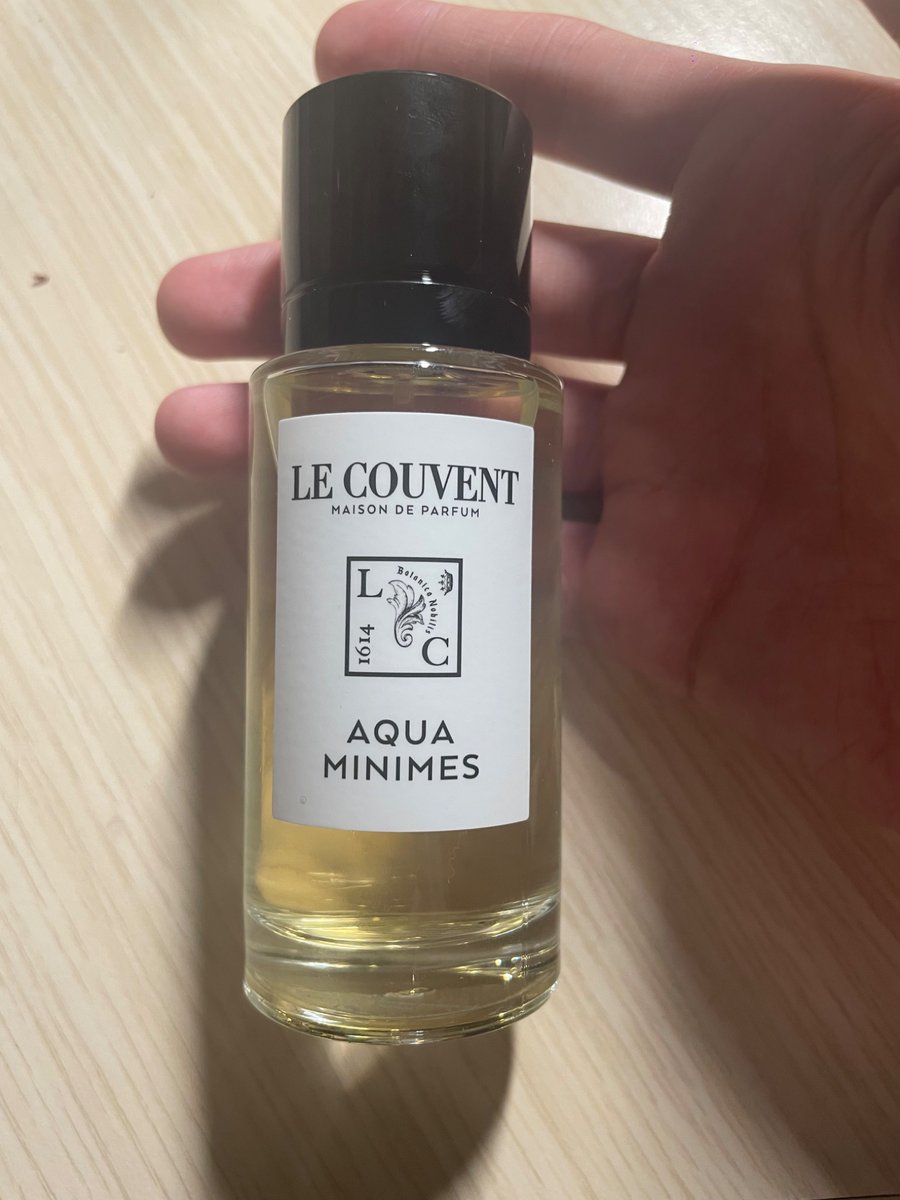 LE COUVENT
MAISON DE PARFUM
L
Botanica Nobilis
1614
C
AQUA
MINIMES